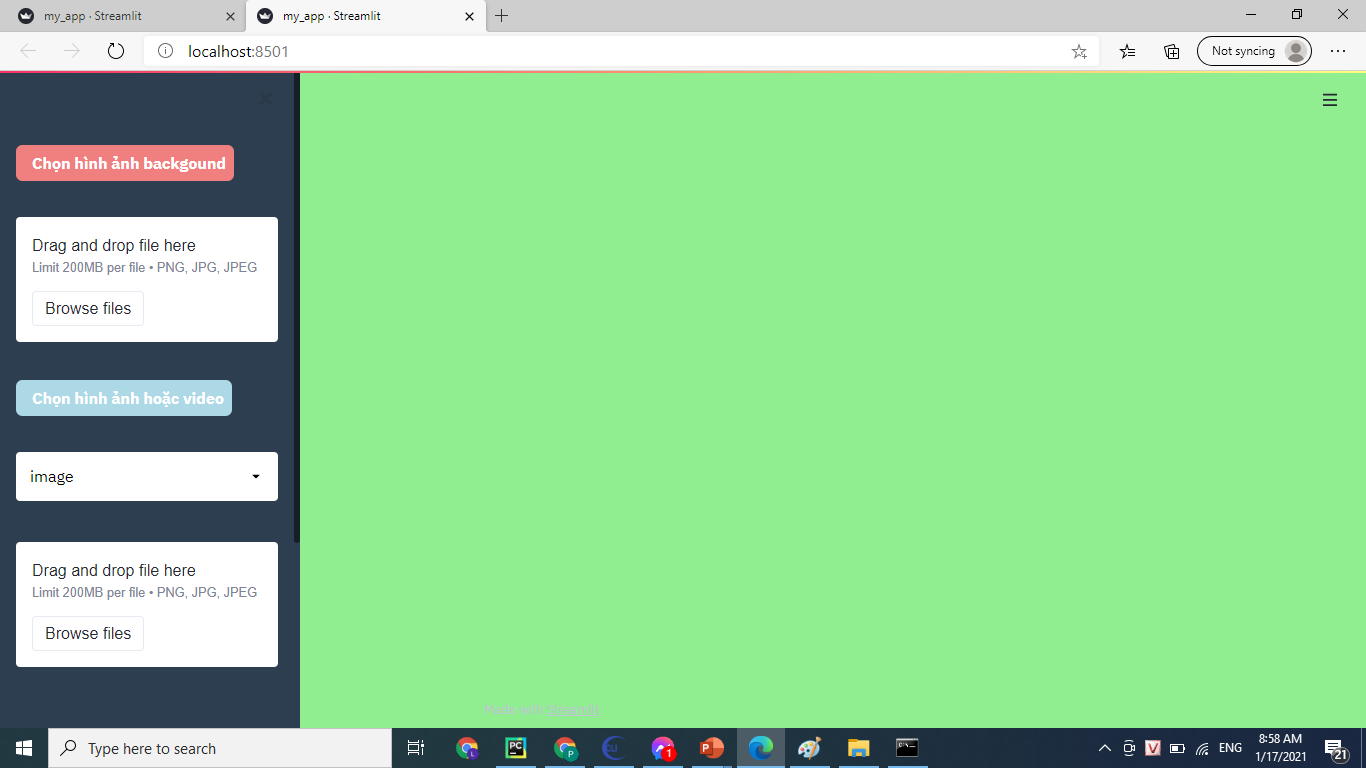 my_app · Streamlit
my_app · Streamlit
localhost:8501
Not syncing
Chọn hình ảnh backgound
Drag and drop file here
Limit 200MB per file • PNG, JPG, JPEG
Browse files
Chọn hình ảnh hoặc video
image
Drag and drop file here
Limit 200MB per file • PNG, JPG, JPEG
Browse files
Made with Streamlit
Type here to search
L
PC
P
CU
1
P
V
ENG
8:58 AM
1/17/2021
21